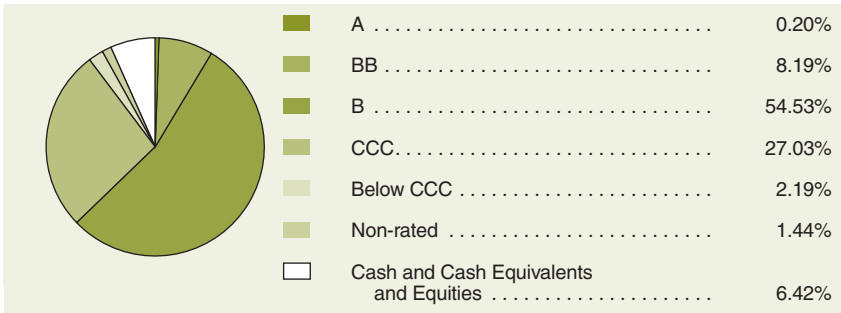 A . . . . . . . . . . . . . . . . . . . . . . . . . . . . . . . . . 0.20%
BB . . . . . . . . . . . . . . . . . . . . . . . . . . . . . . . . 8.19%
B . . . . . . . . . . . . . . . . . . . . . . . . . . . . . . . . . 54.53%
CCC. . . . . . . . . . . . . . . . . . . . . . . . . . . . . . . 27.03%
Below CCC . . . . . . . . . . . . . . . . . . . . . . . . . 2.19%
Non-rated . . . . . . . . . . . . . . . . . . . . . . . . . . 1.44%
Cash and Cash Equivalents
and Equities . . . . . . . . . . . . . . . . . . . . . . 6.42%